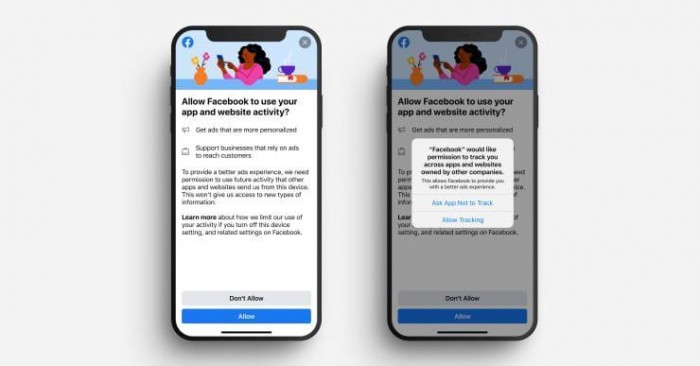 Allow Facebook to use your
app and website activity?
Get ads that are more personalized
Support businesses that rely on ads
to reach customers
To provide a better ads experience, we need
permission to use future activity that other
apps and websites send us from this device.
This won't give us access to new types of
information.
Learn more about how we limit our use of
your activity if you turn off this device
setting, and related settings on Facebook.
Don't Allow
Allow
Allow Facebook to use your
app and website activity?
Get ads that are more personalized
"Facebook" would like
permission to track you
across apps and websites
owned by other companies.
This allows Facebook to provide you
with a better ads experience.
Ask App Not to Track
Allow Tracking
your activity if you turn off this device
setting, and related settings on Facebook.
Don't Allow
Allow